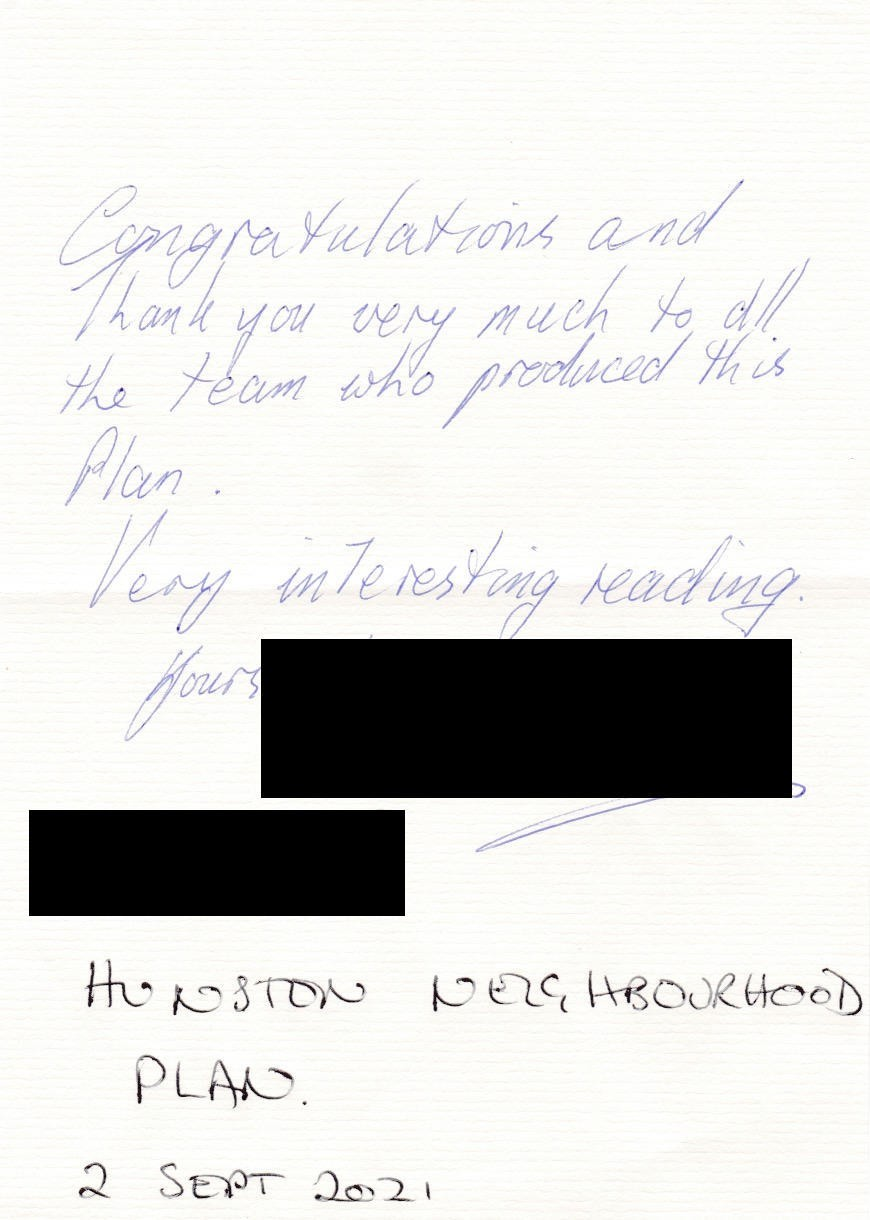 Congratulations and
Thank you very much to all
the team who produced this
Plan.
Very interesting reading.
Yours
HUNSTON NEIGHBOURHOOD
PLAN.
2 SEPT 2021